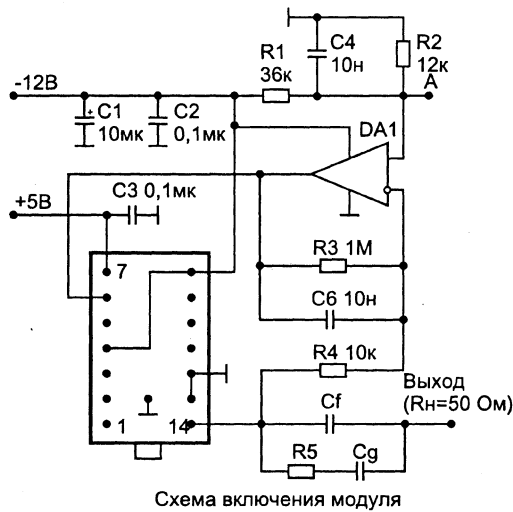 C4
10н
R2
12к
R1
36к
-12В
A
+
C1
10мк
C2
0,1мк
DA1
C3 0,1мк
+5В
7
R3 1М
C6 10н
R4 10к
Выход
(Rн=50 Ом)
Cf
1
14
R5
Cg
Схема включения модуля